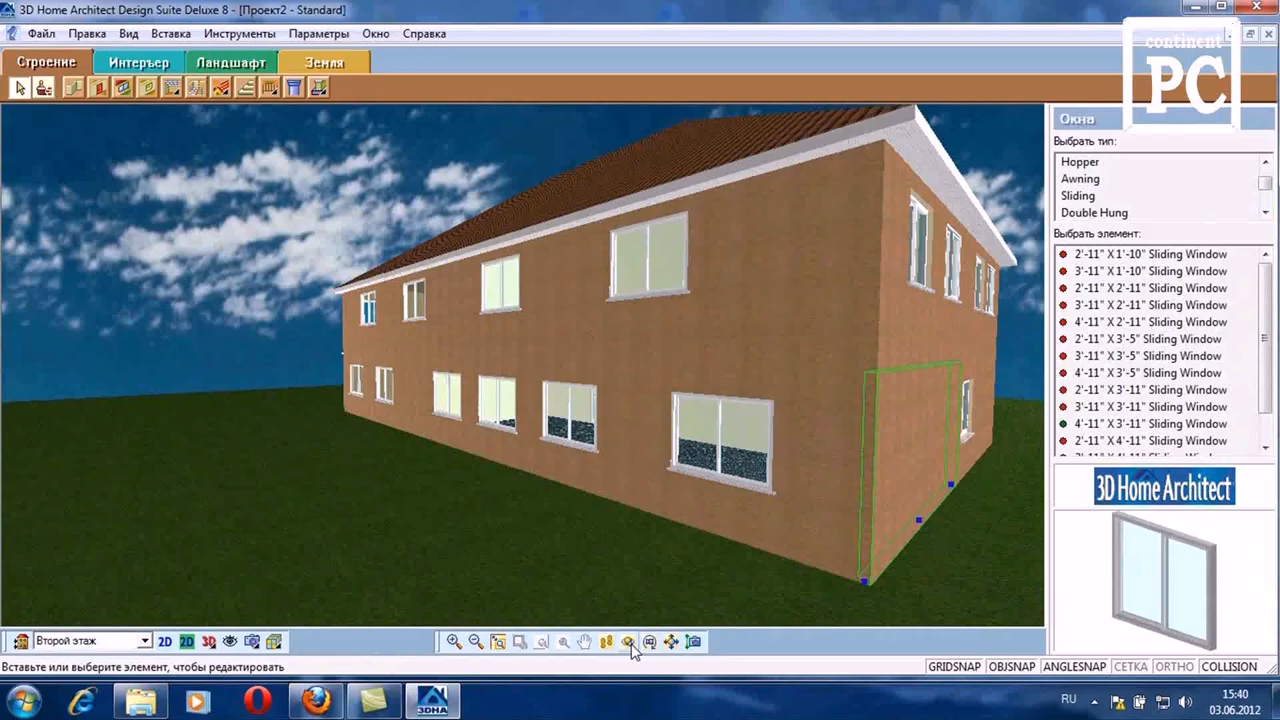 3D Home Architect Design Suite Deluxe 8 - [Проект2 - Standard]
Файл Правка Вид Вставка Инструменты Параметры Окно Справка
continent
PC
Строение Интерьер Ландшафт Земля
Окна
Выбрать тип:
Hopper
Awning
Sliding
Double Hung
Выбрать элемент:
2'-11" X 1'-10" Sliding Window
3'-11" X 1'-10" Sliding Window
2'-11" X 2'-11" Sliding Window
3'-11" X 2'-11" Sliding Window
4'-11" X 2'-11" Sliding Window
2'-11" X 3'-5" Sliding Window
3'-11" X 3'-5" Sliding Window
4'-11" X 3'-5" Sliding Window
2'-11" X 3'-11" Sliding Window
3'-11" X 3'-11" Sliding Window
4'-11" X 3'-11" Sliding Window
2'-11" X 4'-11" Sliding Window
3D Home Architect
Второй этаж 2D 2D 3D
Вставьте или выберите элемент, чтобы редактировать
GRIDSNAP OBJSNAP ANGLESNAP СЕТКА ORTHO COLLISION
3DHA
RU
15:40
03.06.2012